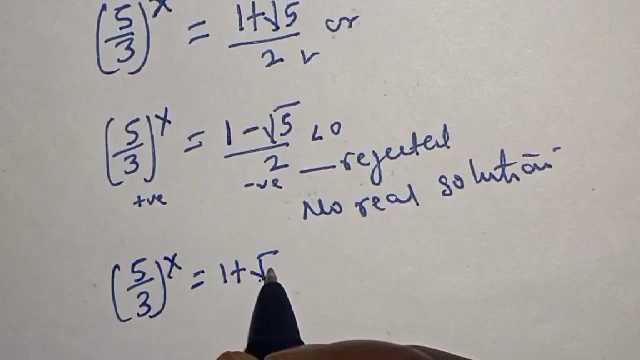 (5/3)^x = (1+√5)/2 ✓ or
(5/3)^x = (1-√5)/2 <0
+ve -ve — rejected
No real solution
(5/3)^x = 1+√